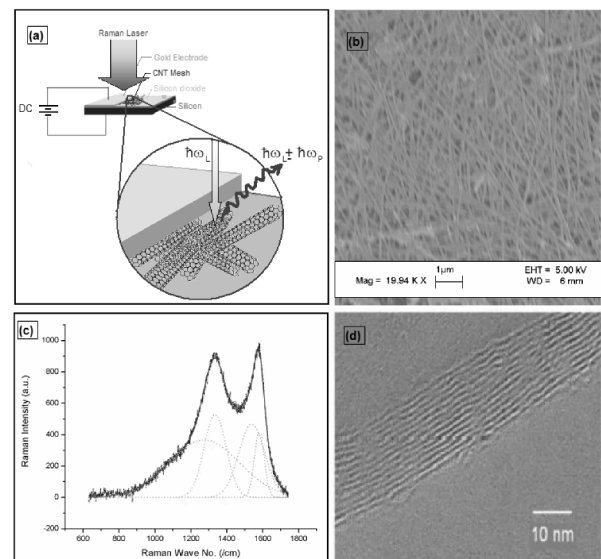 (a)
Raman Laser
Gold Electrode
CNT Mesh
Silicon dioxide
Silicon
DC
ħω_L
ħω_L ± ħω_P
(b)
Mag = 19.94 K X
1µm
EHT = 5.00 kV
WD = 6 mm
(c)
Raman Intensity (a.u.)
1000
800
600
400
200
0
-200
600 800 1000 1200 1400 1600 1800
Raman Wave No. (/cm)
(d)
10 nm